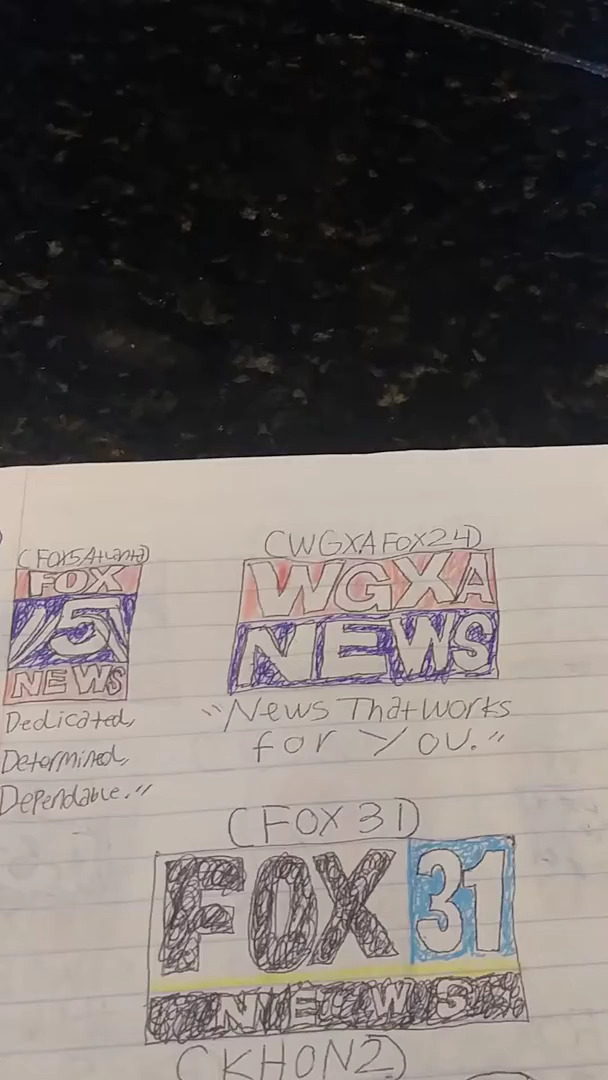 (Fox5Atlanta)
FOX
5
NEWS
Dedicated,
Determined,
Dependable."
(WGXA FOX24)
WGXA
NEWS
"News That works
for you."
(FOX 31)
FOX 31
NEWS
(KHON2)